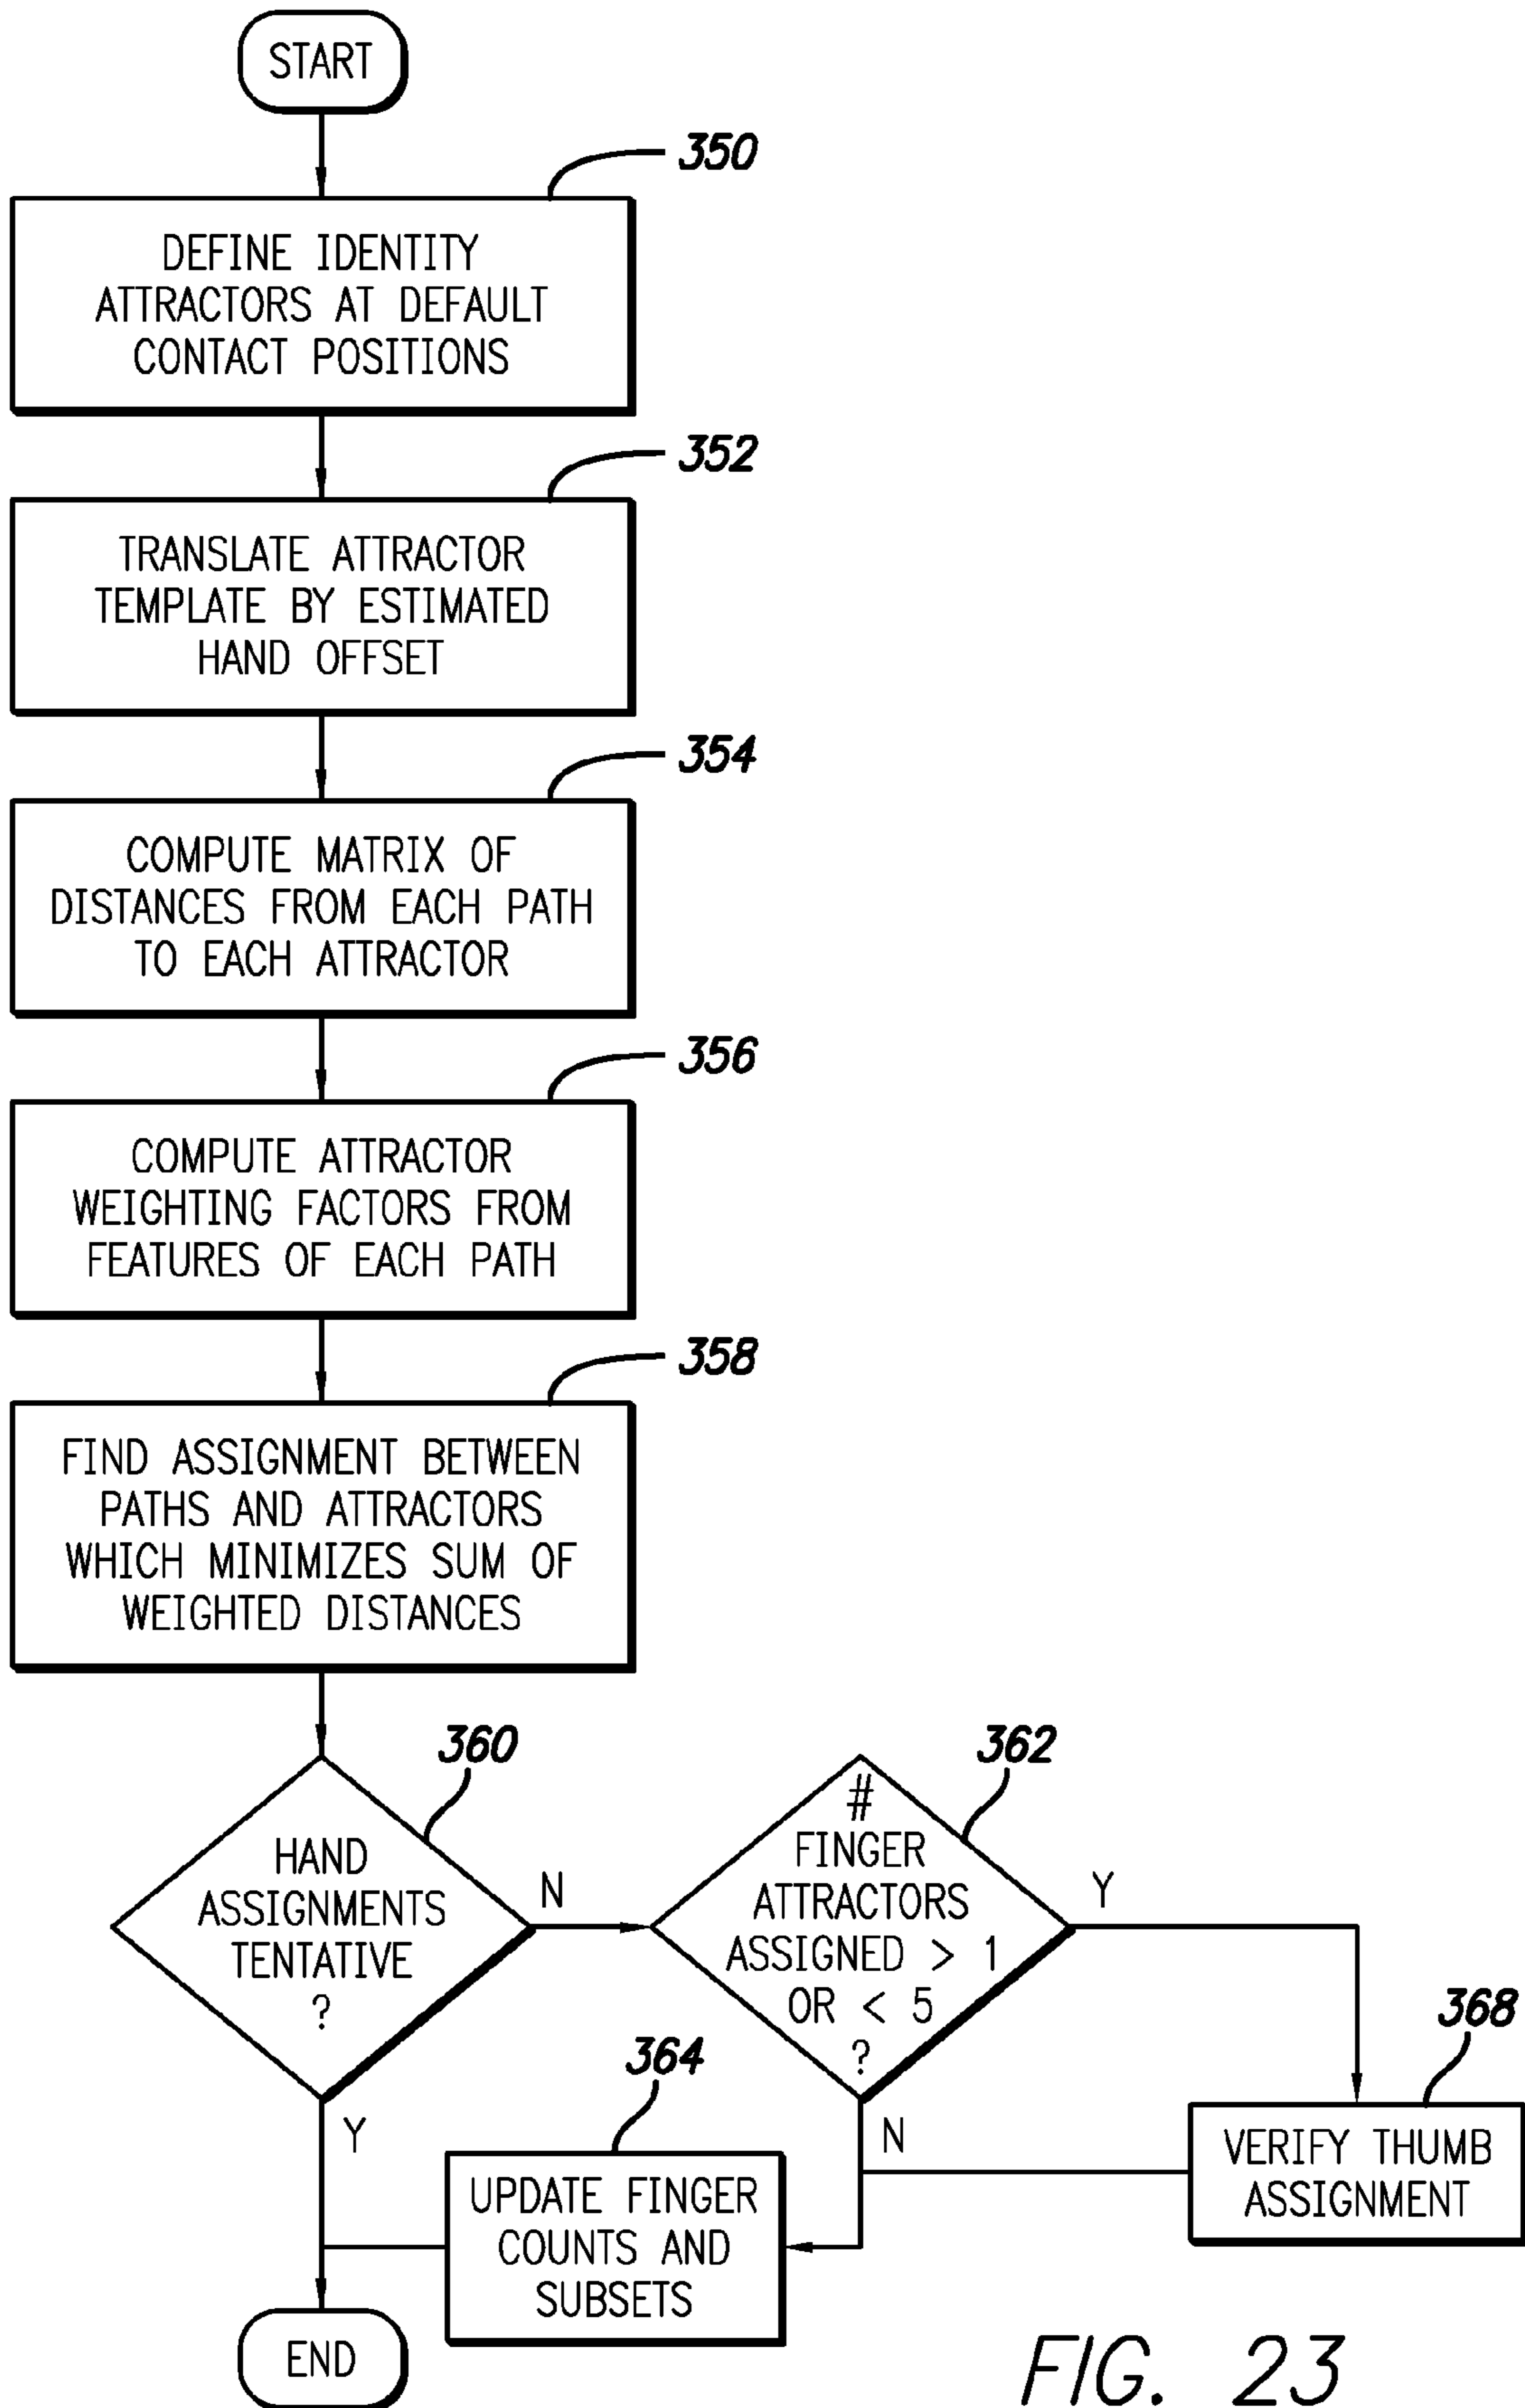 START
350
DEFINE IDENTITY
ATTRACTORS AT DEFAULT
CONTACT POSITIONS
352
TRANSLATE ATTRACTOR
TEMPLATE BY ESTIMATED
HAND OFFSET
354
COMPUTE MATRIX OF
DISTANCES FROM EACH PATH
TO EACH ATTRACTOR
356
COMPUTE ATTRACTOR
WEIGHTING FACTORS FROM
FEATURES OF EACH PATH
358
FIND ASSIGNMENT BETWEEN
PATHS AND ATTRACTORS
WHICH MINIMIZES SUM OF
WEIGHTED DISTANCES
360
HAND
ASSIGNMENTS
TENTATIVE
?
N
Y
362
#
FINGER
ATTRACTORS
ASSIGNED > 1
OR < 5
?
Y
N
368
VERIFY THUMB
ASSIGNMENT
364
UPDATE FINGER
COUNTS AND
SUBSETS
END
FIG. 23